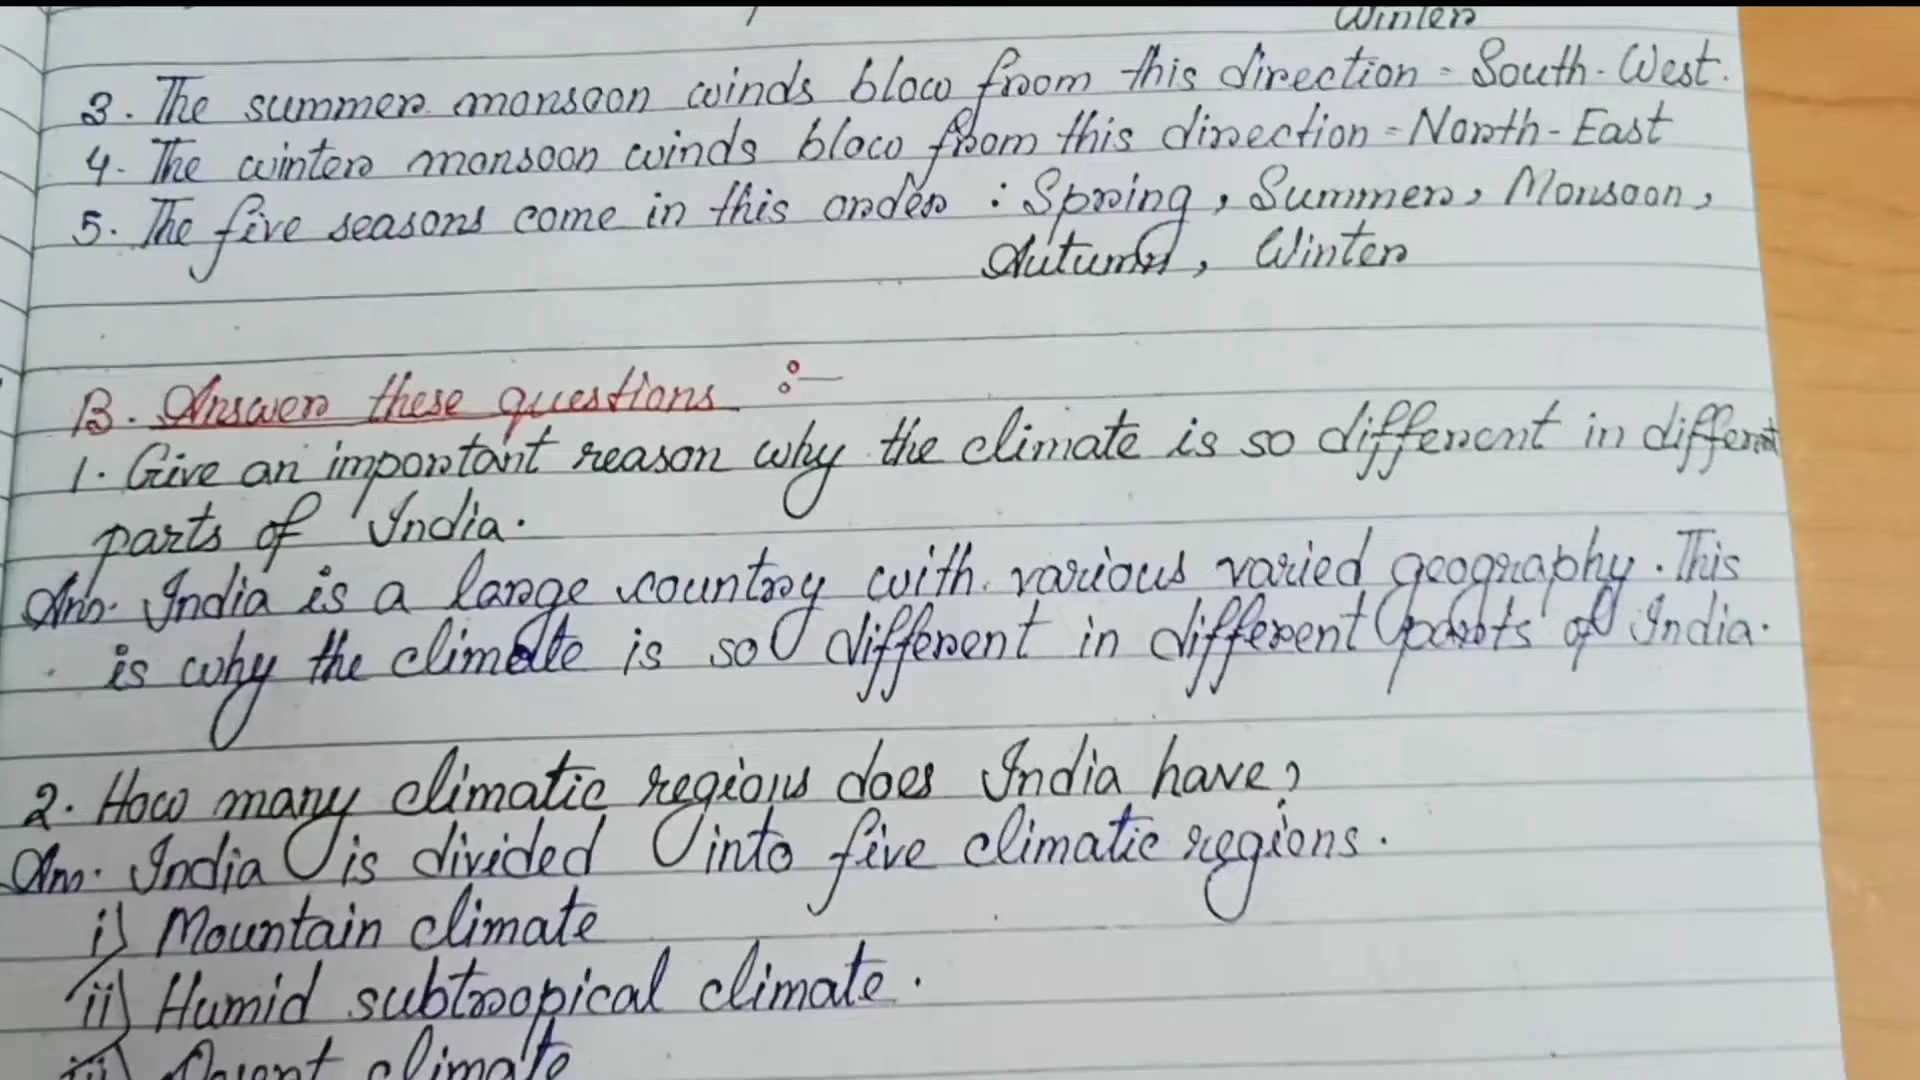 Winter
3. The summer monsoon winds blow from this direction - South-West.
4. The winter monsoon winds blow from this direction - North-East
5. The five seasons come in this order : Spring, Summer, Monsoon,
Autumn, Winter
B. Answer these questions :-
1. Give an important reason why the climate is so different in different
parts of India.
Ans. India is a large country with various varied geography. This
is why the climate is so different in different parts of India.
2. How many climatic regions does India have?
Ans. India is divided into five climatic regions.
i) Mountain climate
ii) Humid subtropical climate.
iii) Desert climate